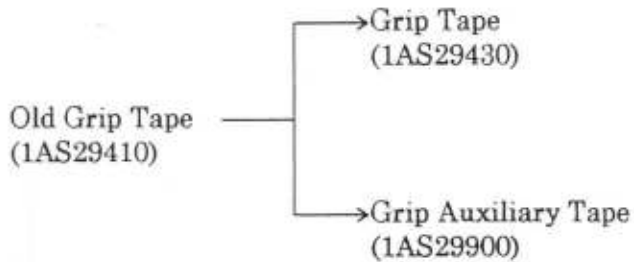 Grip Tape
(1AS29430)
Old Grip Tape
(1AS29410)
Grip Auxiliary Tape
(1AS29900)